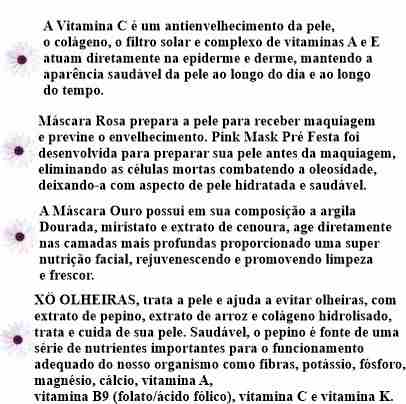 A Vitamina C é um antienvelhecimento da pele,
o colágeno, o filtro solar e complexo de vitaminas A e E
atuam diretamente na epiderme e derme, mantendo a
aparência saudável da pele ao longo do dia e ao longo
do tempo.
Máscara Rosa prepara a pele para receber maquiagem
e previne o envelhecimento. Pink Mask Pré Festa foi
desenvolvida para preparar sua pele antes da maquiagem,
eliminando as células mortas combatendo a oleosidade,
deixando-a com aspecto de pele hidratada e saudável.
A Máscara Ouro possui em sua composição a argila
Dourada, miristato e extrato de cenoura, age diretamente
nas camadas mais profundas proporcionado uma super
nutrição facial, rejuvenescendo e promovendo limpeza
e frescor.
XÔ OLHEIRAS, trata a pele e ajuda a evitar olheiras, com
extrato de pepino, extrato de arroz e colágeno hidrolisado,
trata e cuida de sua pele. Saudável, o pepino é fonte de uma
série de nutrientes importantes para o funcionamento
adequado do nosso organismo como fibras, potássio, fósforo,
magnésio, cálcio, vitamina A,
vitamina B9 (folato/ácido fólico), vitamina C e vitamina K.